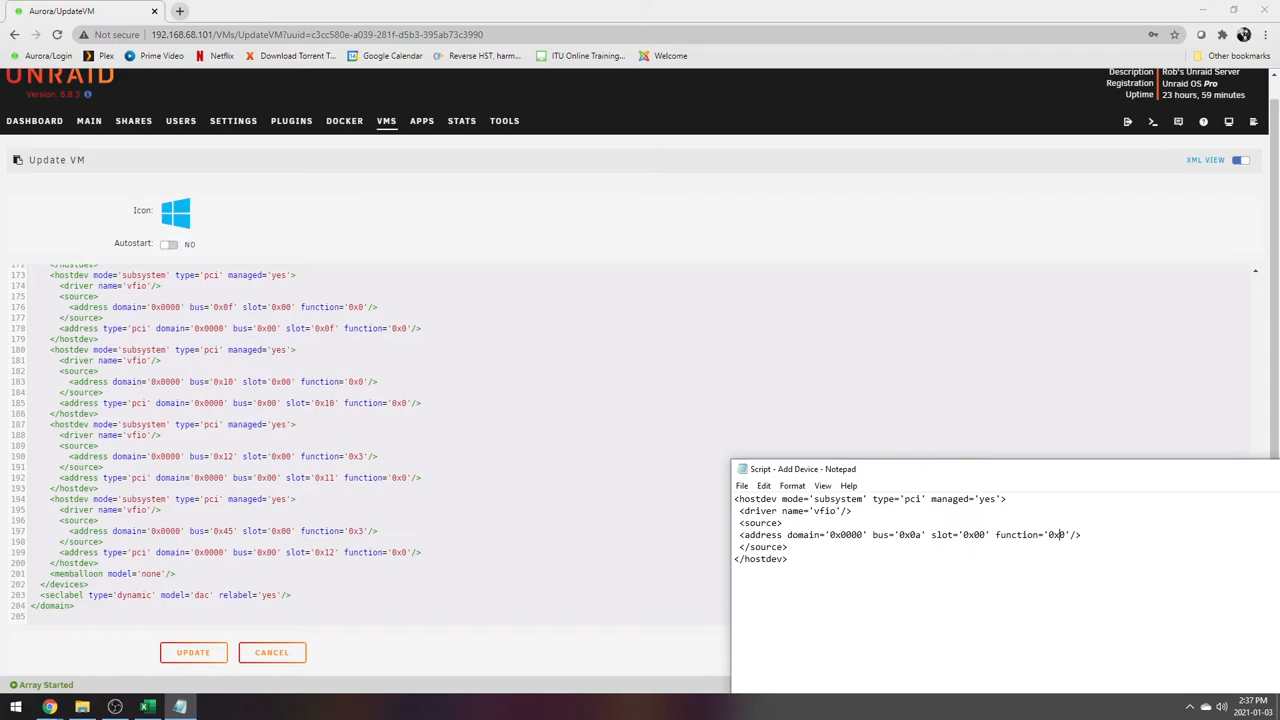 Aurora/UpdateVM
Not secure 192.168.68.101/VMs/UpdateVM?uuid=c3cc580e-a039-281f-d5b3-395ab73c3990
Aurora/Login Plex Prime Video Netflix Download Torrent T... Google Calendar Reverse HST, harm... ITU Online Training... Welcome Other bookmarks
UNRAID
Version: 6.8.3
Description Rob's Unraid Server
Registration Unraid OS Pro
Uptime 23 hours, 59 minutes
DASHBOARD MAIN SHARES USERS SETTINGS PLUGINS DOCKER VMS APPS STATS TOOLS
Update VM XML VIEW
Icon:
Autostart: NO
172 </hostdev>
173 <hostdev mode='subsystem' type='pci' managed='yes'>
174 <driver name='vfio'/>
175 <source>
176 <address domain='0x0000' bus='0x0f' slot='0x00' function='0x0'/>
177 </source>
178 <address type='pci' domain='0x0000' bus='0x00' slot='0x0f' function='0x0'/>
179 </hostdev>
180 <hostdev mode='subsystem' type='pci' managed='yes'>
181 <driver name='vfio'/>
182 <source>
183 <address domain='0x0000' bus='0x10' slot='0x00' function='0x0'/>
184 </source>
185 <address type='pci' domain='0x0000' bus='0x00' slot='0x10' function='0x0'/>
186 </hostdev>
187 <hostdev mode='subsystem' type='pci' managed='yes'>
188 <driver name='vfio'/>
189 <source>
190 <address domain='0x0000' bus='0x12' slot='0x00' function='0x3'/>
191 </source>
192 <address type='pci' domain='0x0000' bus='0x00' slot='0x11' function='0x0'/>
193 </hostdev>
194 <hostdev mode='subsystem' type='pci' managed='yes'>
195 <driver name='vfio'/>
196 <source>
197 <address domain='0x0000' bus='0x45' slot='0x00' function='0x3'/>
198 </source>
199 <address type='pci' domain='0x0000' bus='0x00' slot='0x12' function='0x0'/>
200 </hostdev>
201 <memballoon model='none'/>
202 </devices>
203 <seclabel type='dynamic' model='dac' relabel='yes'/>
204 </domain>
205
UPDATE CANCEL
Array Started
Script - Add Device - Notepad
File Edit Format View Help
<hostdev mode='subsystem' type='pci' managed='yes'>
<driver name='vfio'/>
<source>
<address domain='0x0000' bus='0x0a' slot='0x00' function='0x0'/>
</source>
</hostdev>
2:37 PM
2021-01-03